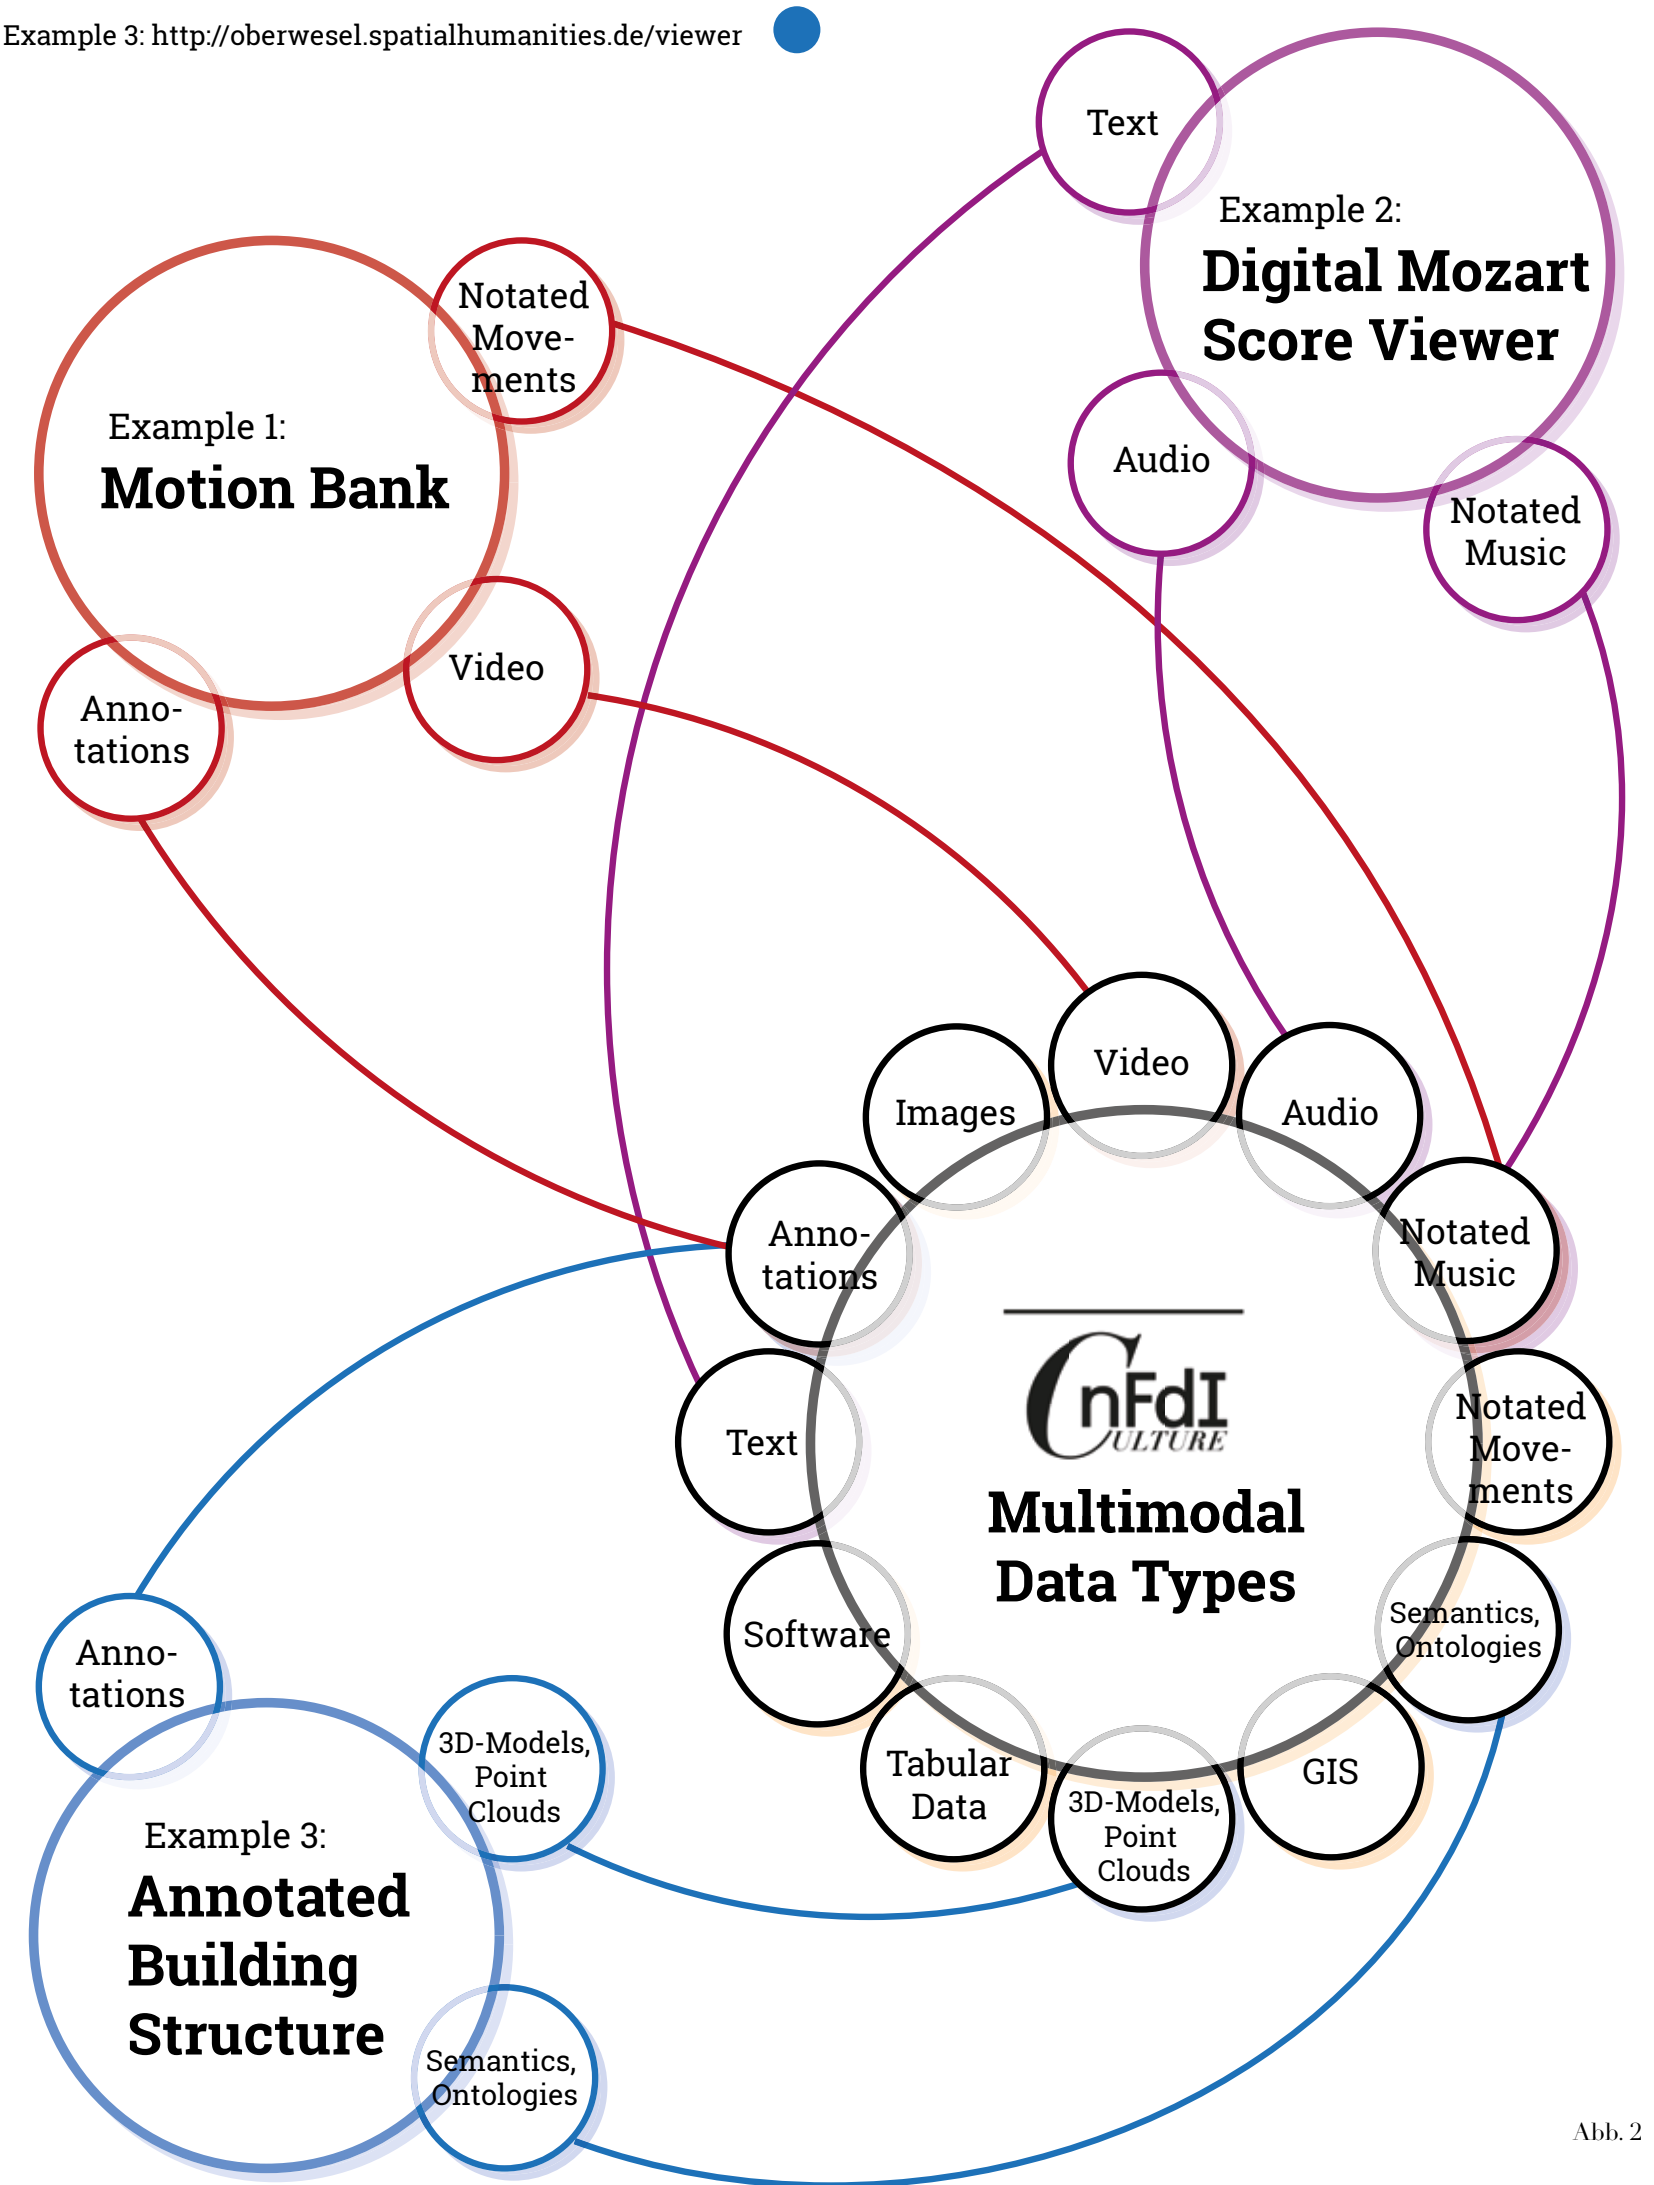 Example 3: http://oberwesel.spatialhumanities.de/viewer
Text
Example 2:
Digital Mozart
Score Viewer
Audio
Notated
Music
Notated
Move-
ments
Example 1:
Motion Bank
Video
Anno-
tations
Video
Images
Audio
Anno-
tations
Notated
Music
Text
CnFdI
ULTURE
Multimodal
Data Types
Notated
Move-
ments
Software
Semantics,
Ontologies
Tabular
Data
3D-Models,
Point
Clouds
GIS
Anno-
tations
3D-Models,
Point
Clouds
Example 3:
Annotated
Building
Structure
Semantics,
Ontologies
Abb. 2